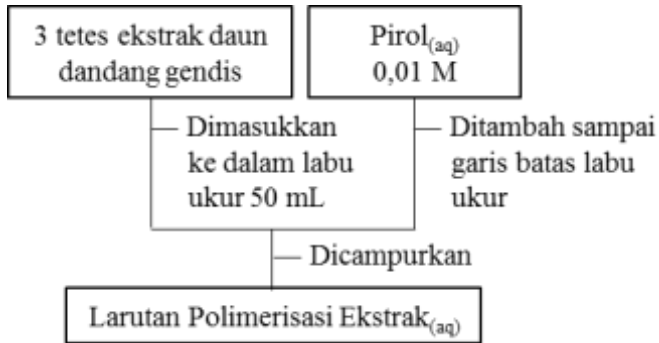 3 tetes ekstrak daun
dandang gendis
Pirol(aq)
0,01 M
Dimasukkan
ke dalam labu
ukur 50 mL
Ditambah sampai
garis batas labu
ukur
Dicampurkan
Larutan Polimerisasi Ekstrak(aq)